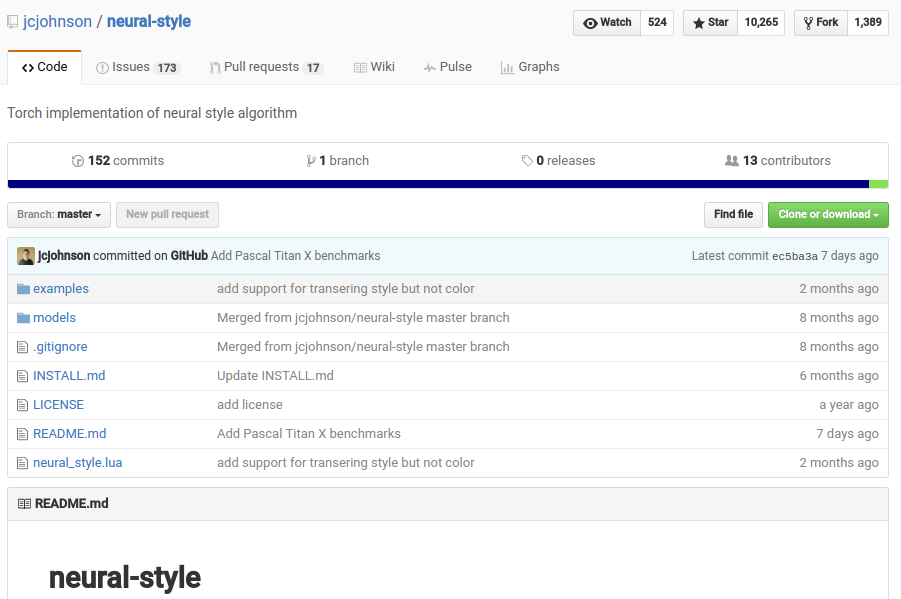 jcjohnson / neural-style Watch 524 Star 10,265 Fork 1,389
Code Issues 173 Pull requests 17 Wiki Pulse Graphs
Torch implementation of neural style algorithm
152 commits 1 branch 0 releases 13 contributors
Branch: master New pull request Find file Clone or download
jcjohnson committed on GitHub Add Pascal Titan X benchmarks Latest commit ec5ba3a 7 days ago
examples add support for transering style but not color 2 months ago
models Merged from jcjohnson/neural-style master branch 8 months ago
.gitignore Merged from jcjohnson/neural-style master branch 8 months ago
INSTALL.md Update INSTALL.md 6 months ago
LICENSE add license a year ago
README.md Add Pascal Titan X benchmarks 7 days ago
neural_style.lua add support for transering style but not color 2 months ago
README.md
neural-style